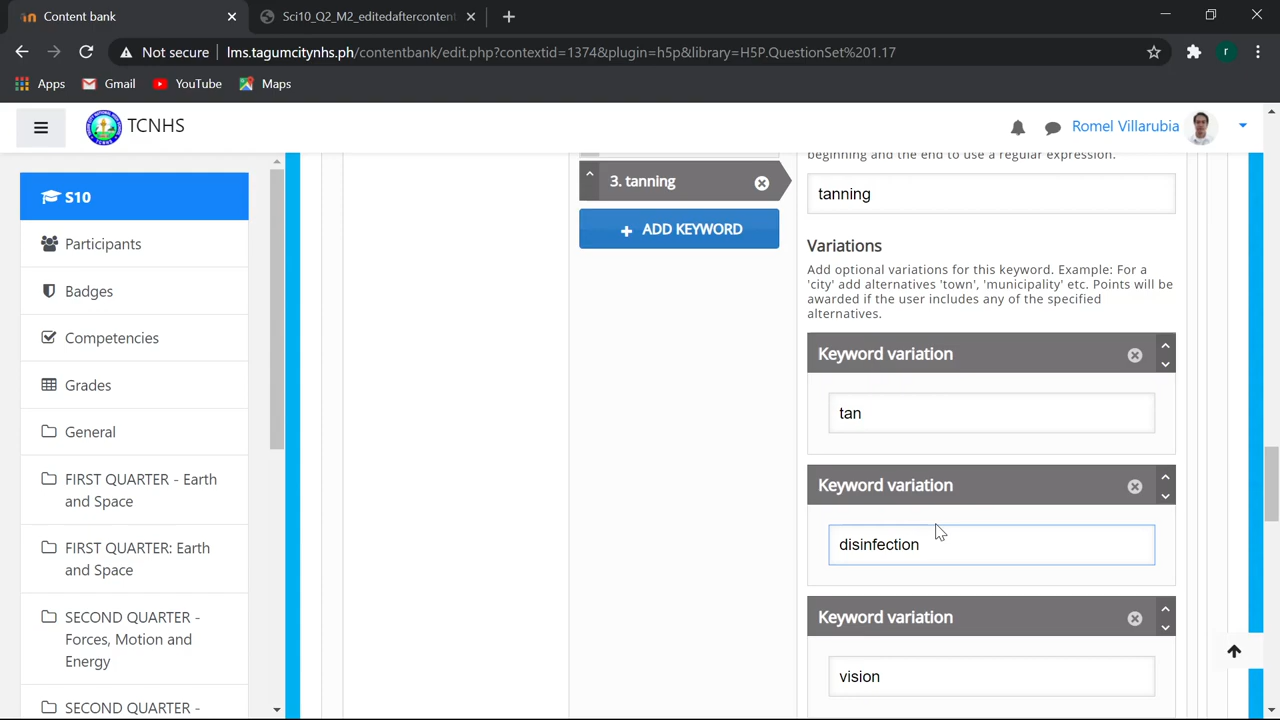 Content bank
Sci10_Q2_M2_editedaftercontent
Not secure
lms.tagumcitynhs.ph/contentbank/edit.php?contextid=1374&plugin=h5p&library=H5P.QuestionSet%201.17
r
Apps
Gmail
YouTube
Maps
TCNHS
Romel Villarubia
S10
Participants
Badges
Competencies
Grades
General
FIRST QUARTER - Earth
and Space
FIRST QUARTER: Earth
and Space
SECOND QUARTER -
Forces, Motion and
Energy
SECOND QUARTER -
3. tanning
ADD KEYWORD
beginning and the end to use a regular expression.
tanning
Variations
Add optional variations for this keyword. Example: For a
'city' add alternatives 'town', 'municipality' etc. Points will be
awarded if the user includes any of the specified
alternatives.
Keyword variation
tan
Keyword variation
disinfection
Keyword variation
vision